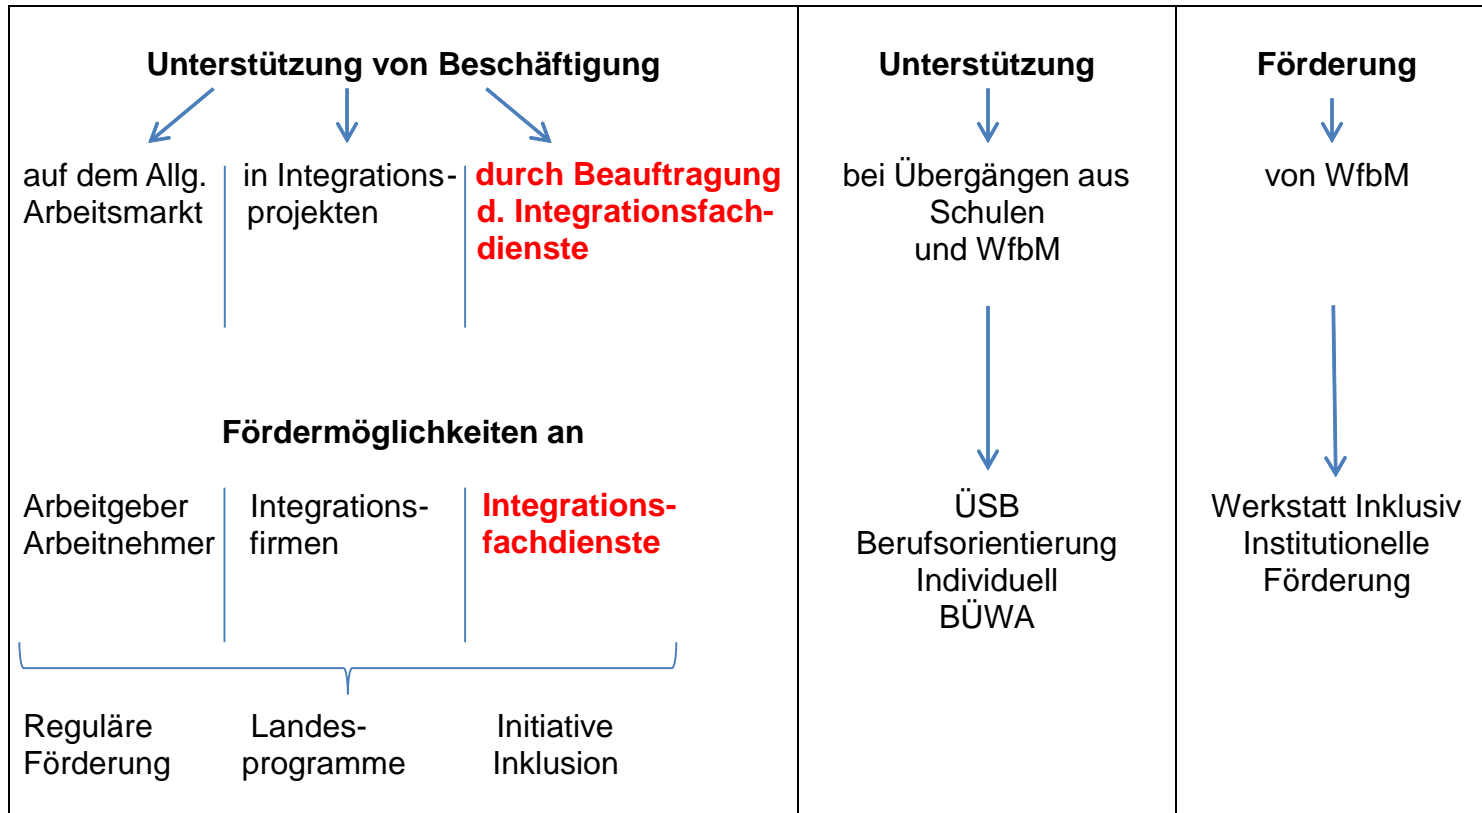 Unterstützung von Beschäftigung
auf dem Allg.
Arbeitsmarkt
in Integrations-
projekten
durch Beauftragung
d. Integrationsfach-
dienste
Fördermöglichkeiten an
Arbeitgeber
Arbeitnehmer
Integrations-
firmen
Integrations-
fachdienste
Reguläre
Förderung
Landes-
programme
Initiative
Inklusion
Unterstützung
bei Übergängen aus
Schulen
und WfbM
ÜSB
Berufsorientierung
Individuell
BÜWA
Förderung
von WfbM
Werkstatt Inklusiv
Institutionelle
Förderung